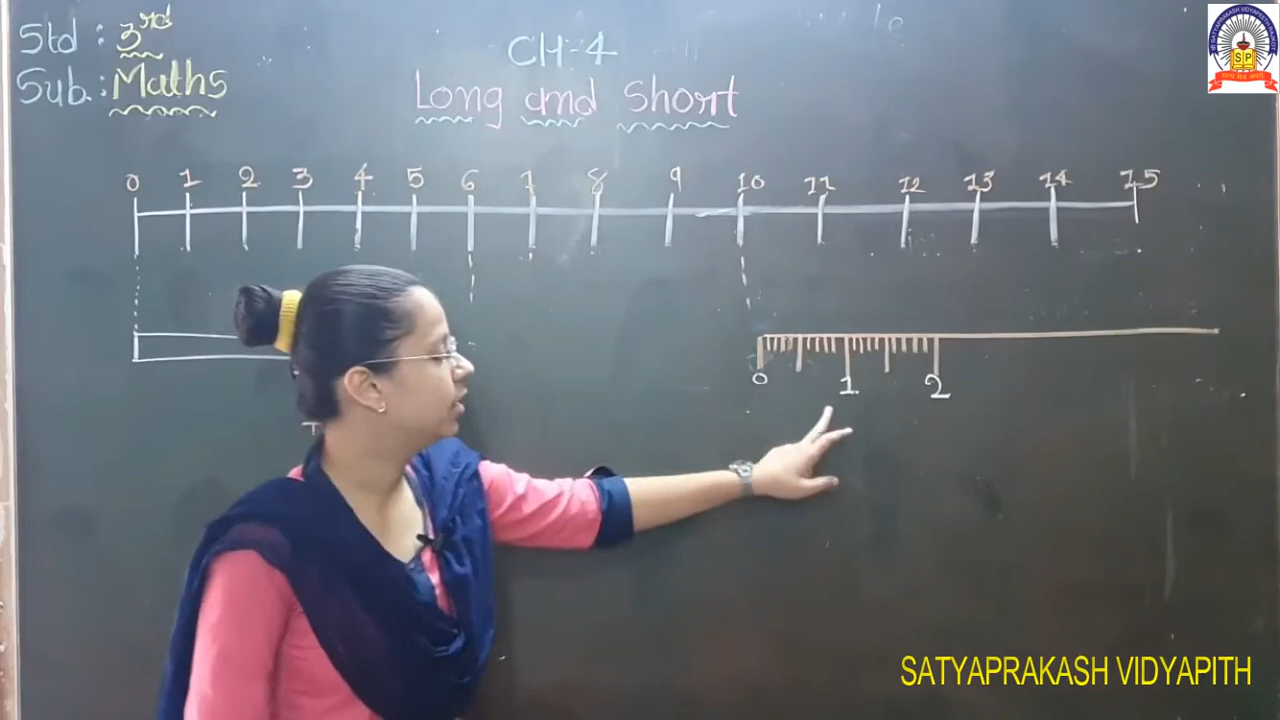 Std : 3rd
Sub. : Maths
CH-4
Long and Short
0 1 2 3 4 5 6 7 8 9 10 11 12 13 14 15
0 1 2
SP
SATYAPRAKASH VIDYAPITH